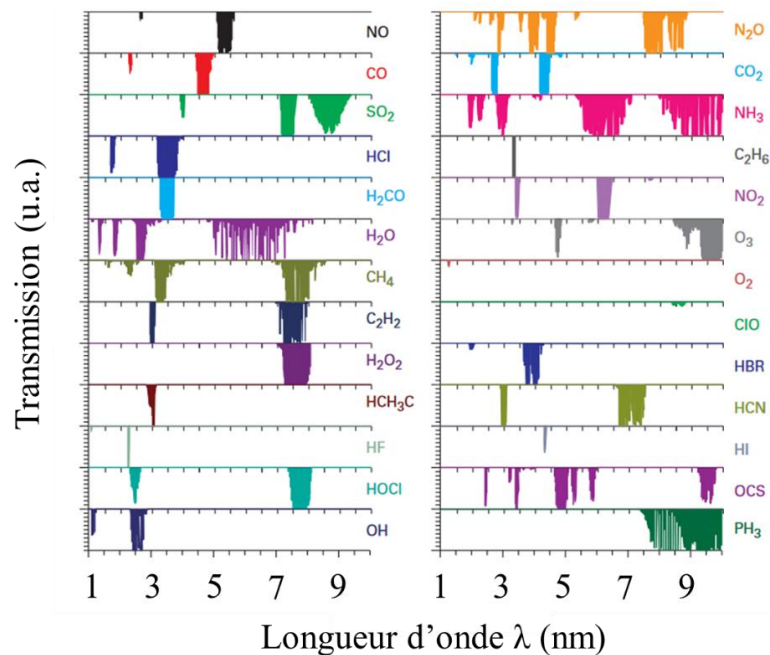 Transmission (u.a.)
NO
CO
SO₂
HCl
H₂CO
H₂O
CH₄
C₂H₂
H₂O₂
HCH₃C
HF
HOCl
OH
1 3 5 7 9
N₂O
CO₂
NH₃
C₂H₆
NO₂
O₃
O₂
ClO
HBR
HCN
HI
OCS
PH₃
1 3 5 7 9
Longueur d’onde λ (nm)